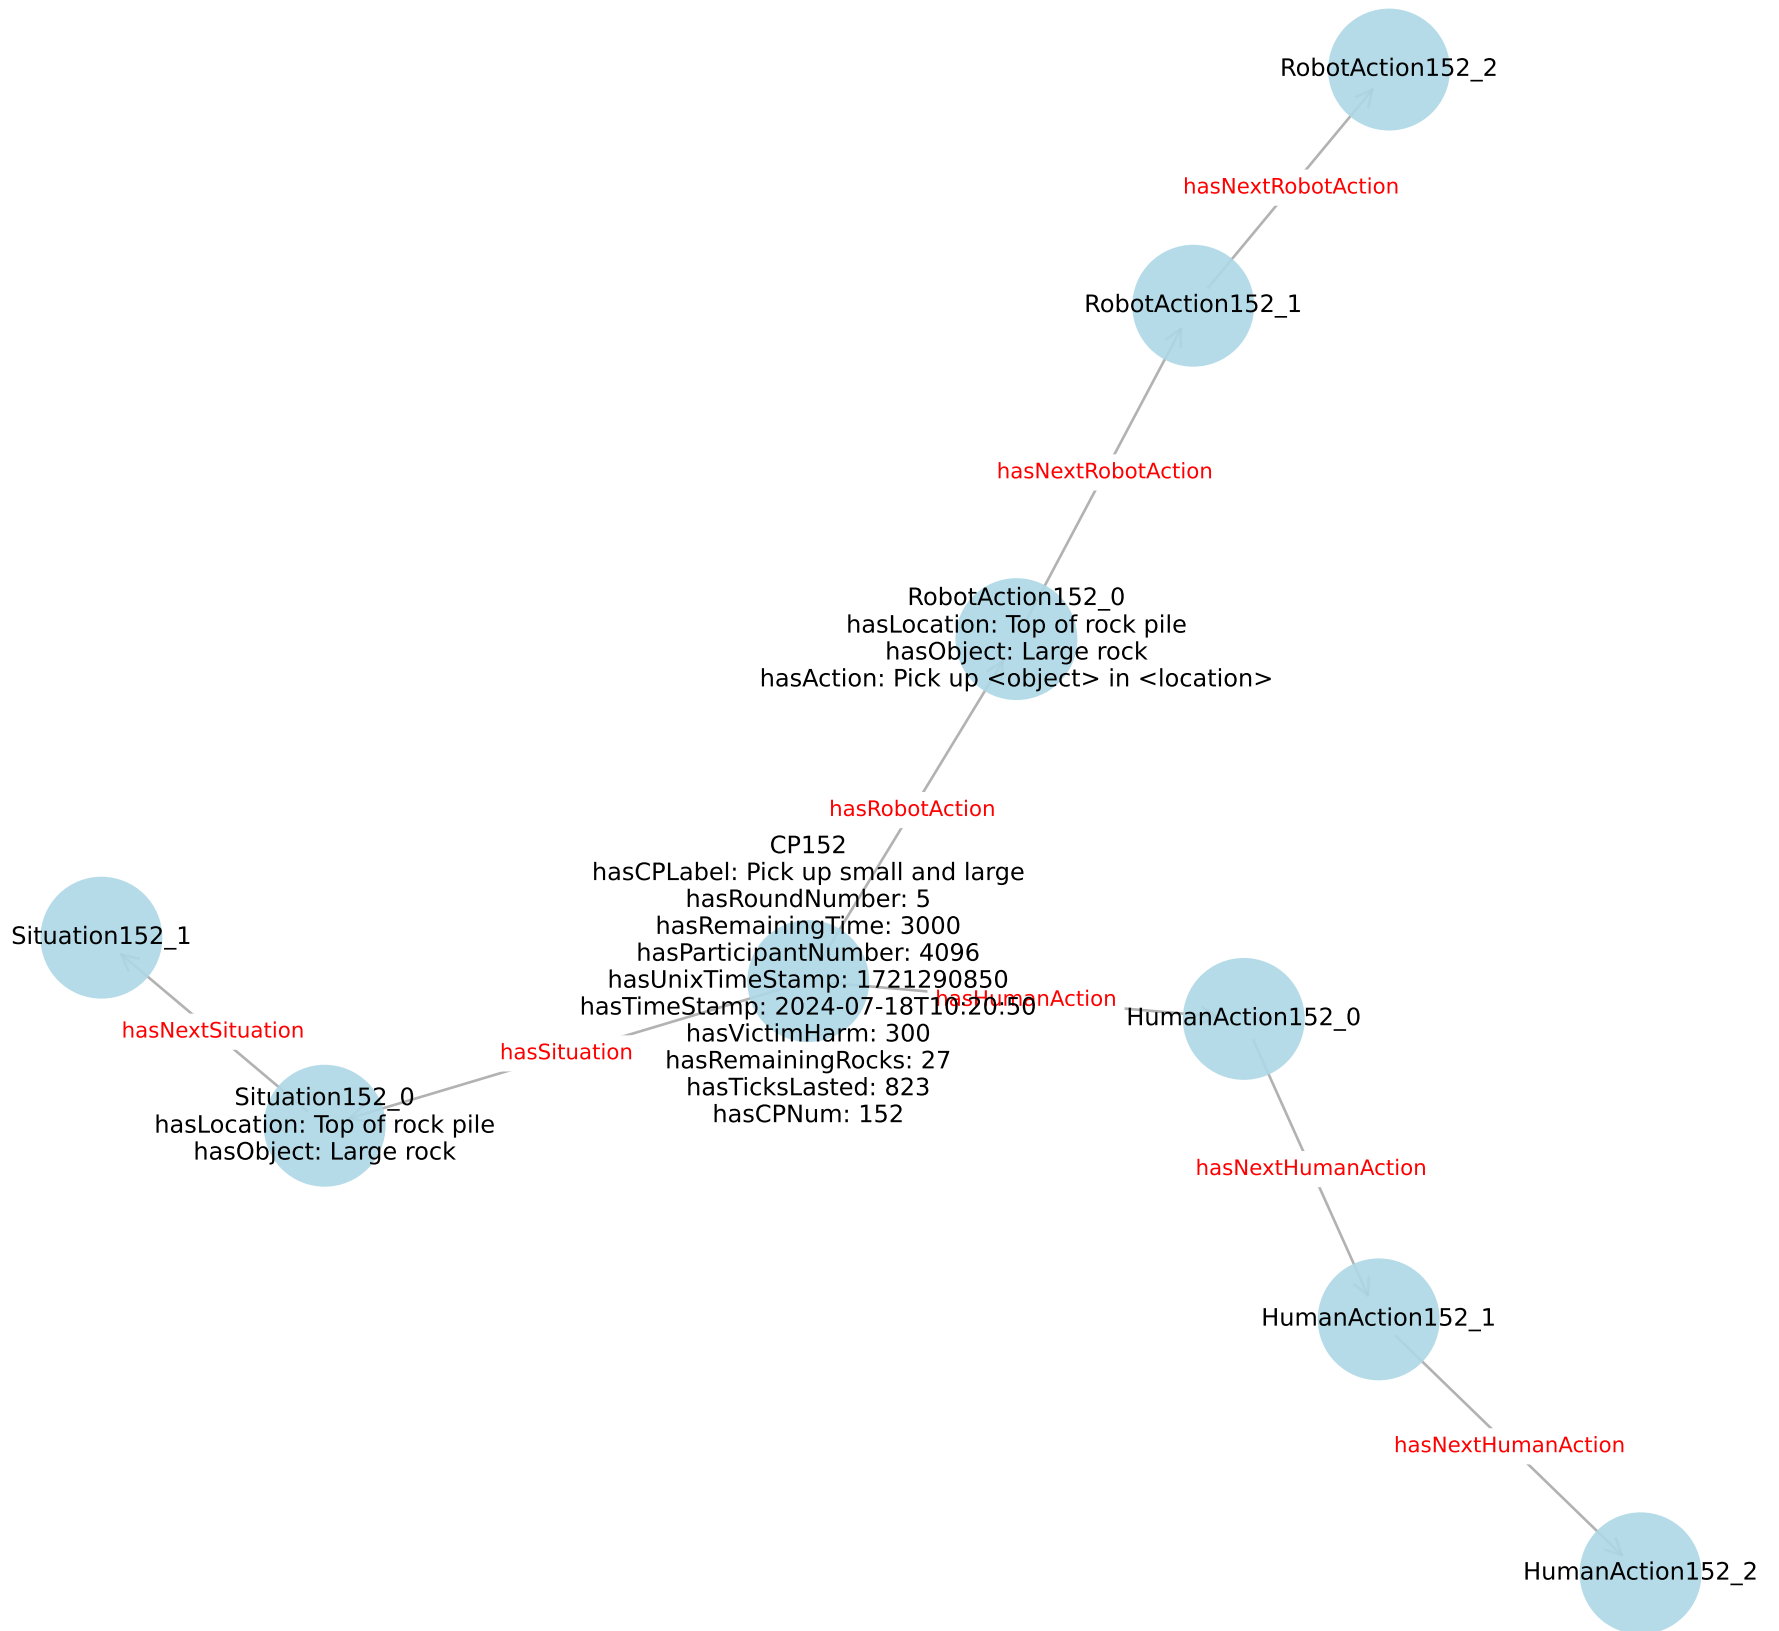 RobotAction152_2
hasNextRobotAction
RobotAction152_1
hasNextRobotAction
RobotAction152_0
hasLocation: Top of rock pile
hasObject: Large rock
hasAction: Pick up <object> in <location>
hasRobotAction
CP152
hasCPLabel: Pick up small and large
hasRoundNumber: 5
hasRemainingTime: 3000
hasParticipantNumber: 4096
hasUnixTimeStamp: 1721290850
hasTimeStamp: 2024-07-18T10:20:50
hasVictimHarm: 300
hasRemainingRocks: 27
hasTicksLasted: 823
hasCPNum: 152
Situation152_1
hasNextSituation
hasSituation
Situation152_0
hasLocation: Top of rock pile
hasObject: Large rock
hasHumanAction
HumanAction152_0
hasNextHumanAction
HumanAction152_1
hasNextHumanAction
HumanAction152_2